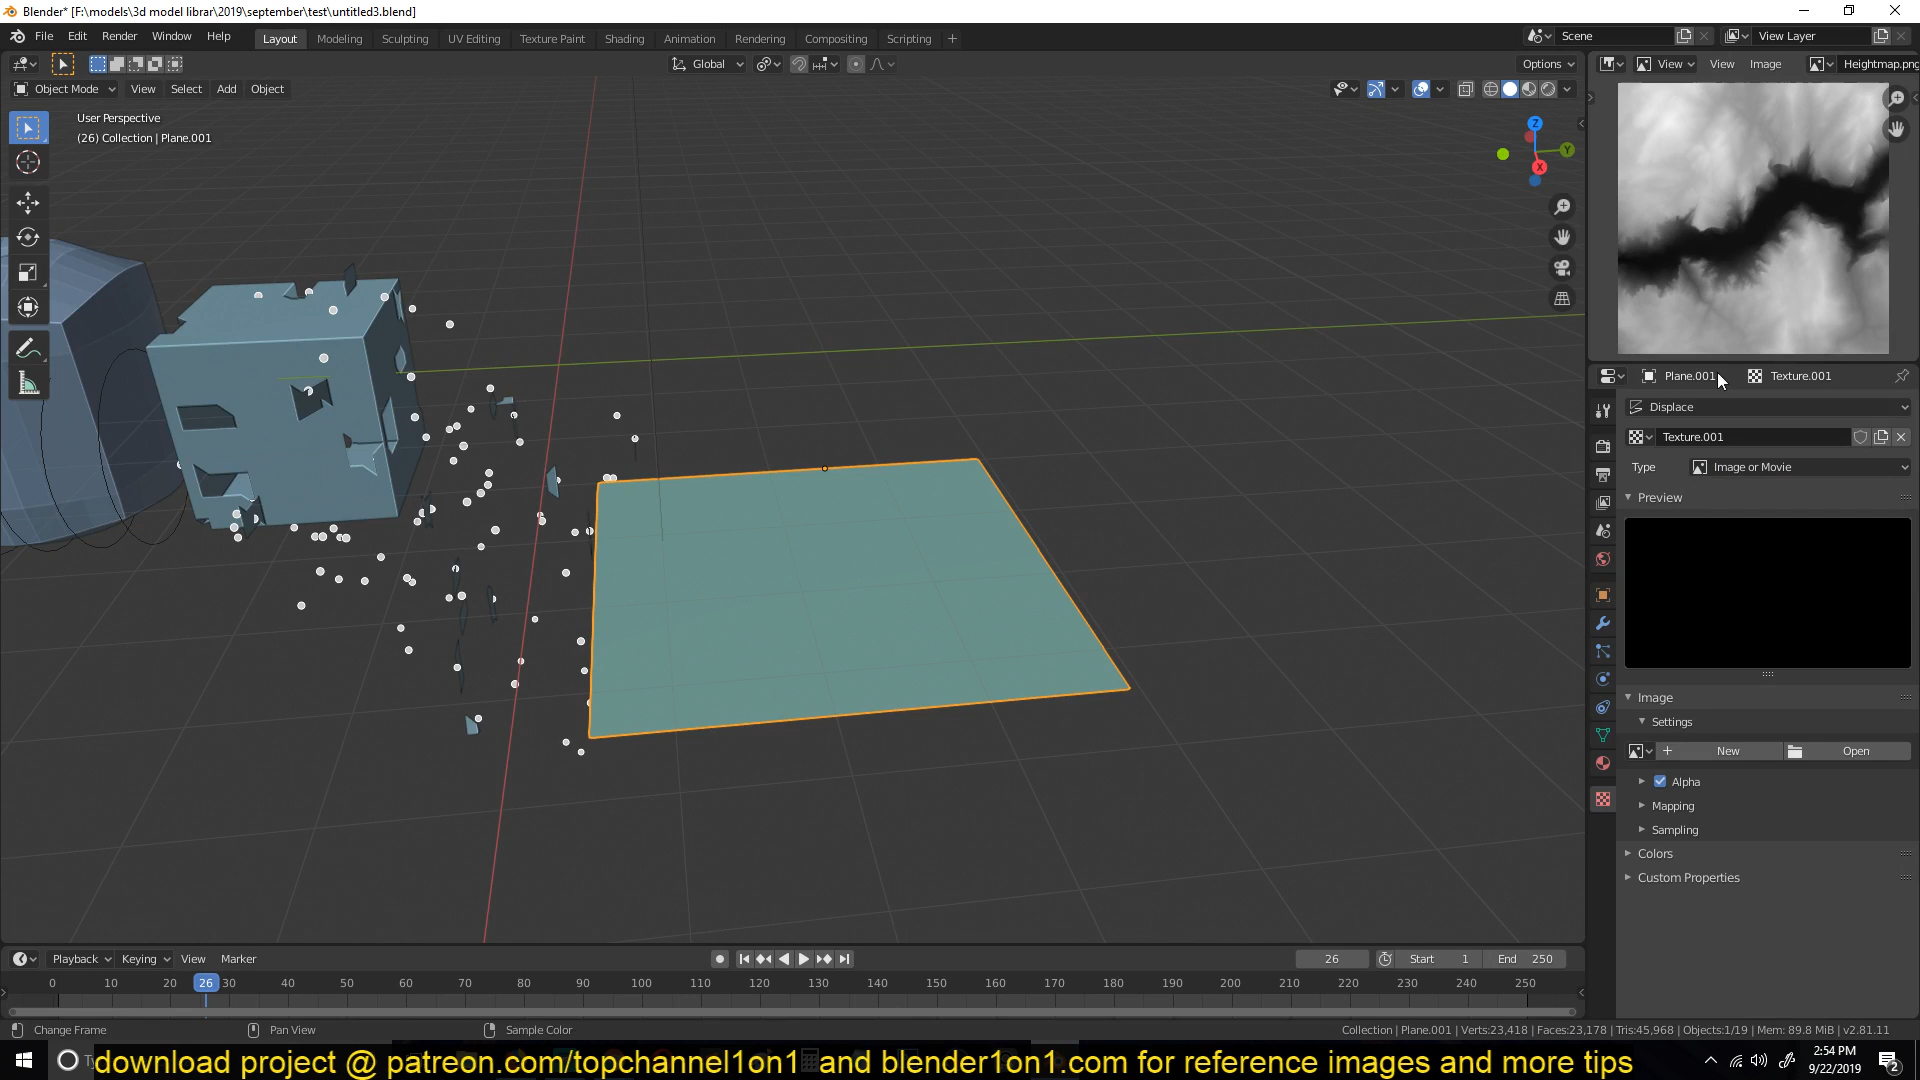 Blender* [F:\models\3d model librar\2019\september\test\untitled3.blend]
File Edit Render Window Help Layout Modeling Sculpting UV Editing Texture Paint Shading Animation Rendering Compositing Scripting + Scene View Layer
Global Options View View Image Heightmap.png
Object Mode View Select Add Object
User Perspective
(26) Collection | Plane.001
Z
Y
X
Plane.001 Texture.001
Displace
Texture.001
Type Image or Movie
Preview
Image
Settings
New Open
Alpha
Mapping
Sampling
Colors
Custom Properties
Playback Keying View Marker 26 Start 1 End 250
0 10 20 26 30 40 50 60 70 80 90 100 110 120 130 140 150 160 170 180 190 200 210 220 230 240 250
Change Frame Pan View Sample Color Collection | Plane.001 | Verts:23,418 | Faces:23,178 | Tris:45,968 | Objects:1/19 | Mem: 89.8 MiB | v2.81.11
download project @ patreon.com/topchannel1on1 and blender1on1.com for reference images and more tips
2:54 PM
9/22/2019
2